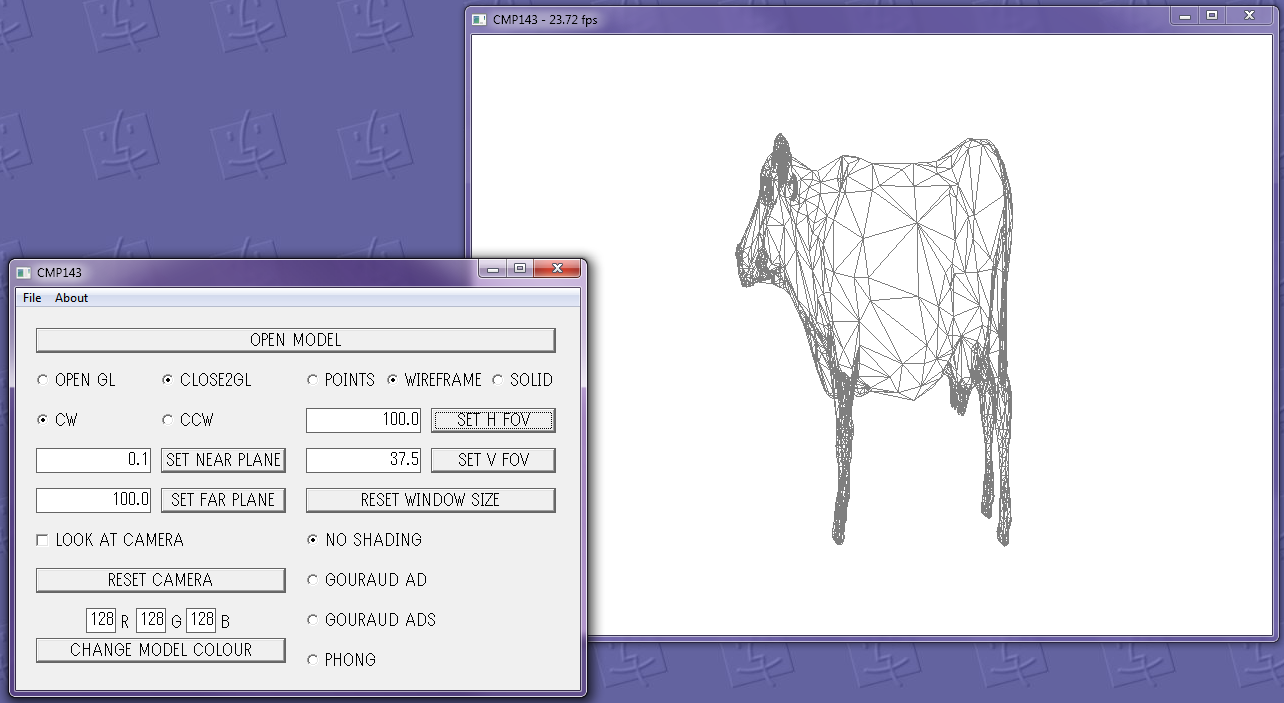 CMP143 - 23.72 fps
CMP143
File About
OPEN MODEL
OPEN GL CLOSE2GL POINTS WIREFRAME SOLID
CW CCW 100.0 SET H FOV
0.1 SET NEAR PLANE 37.5 SET V FOV
100.0 SET FAR PLANE RESET WINDOW SIZE
LOOK AT CAMERA NO SHADING
RESET CAMERA GOURAUD AD
128 R 128 G 128 B GOURAUD ADS
CHANGE MODEL COLOUR PHONG